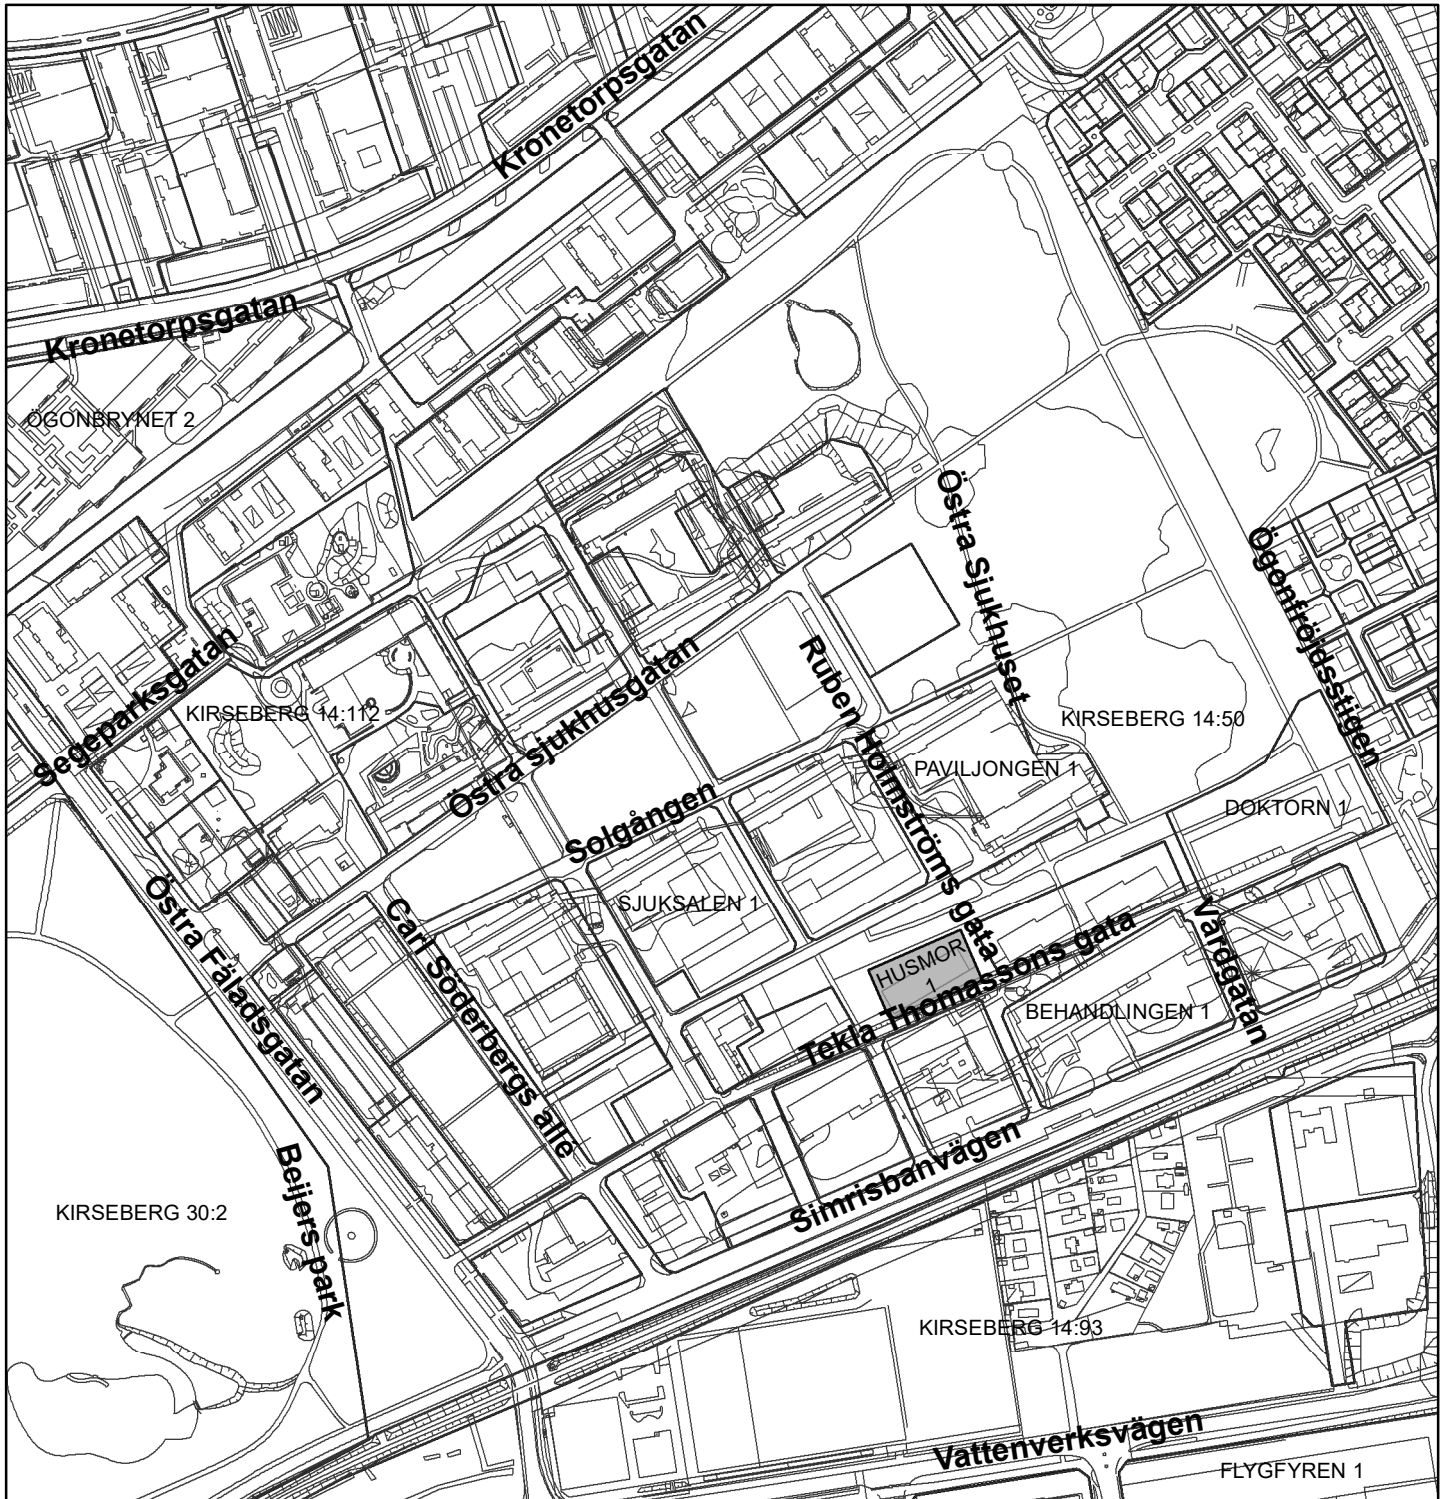 Kronetorpsgatan
Kronetorpsgatan
ÖGONBRYNET 2
Östra Sjukhuset
Ögonfröjdsstigen
Segeparksgatan
KIRSEBERG 14:112
Östra sjukhusgatan
Ruben Holmströms gata
KIRSEBERG 14:50
PAVILJONGEN 1
DOKTORN 1
Solgången
SJUKSALEN 1
Östra Fäladsgatan
Carl Söderbergs allé
HUSMOR
1
Tekla Thomassons gata
Vårdgatan
BEHANDLINGEN 1
Simrisbanvägen
Beijers park
KIRSEBERG 30:2
KIRSEBERG 14:93
Vattenverksvägen
FLYGFYREN 1